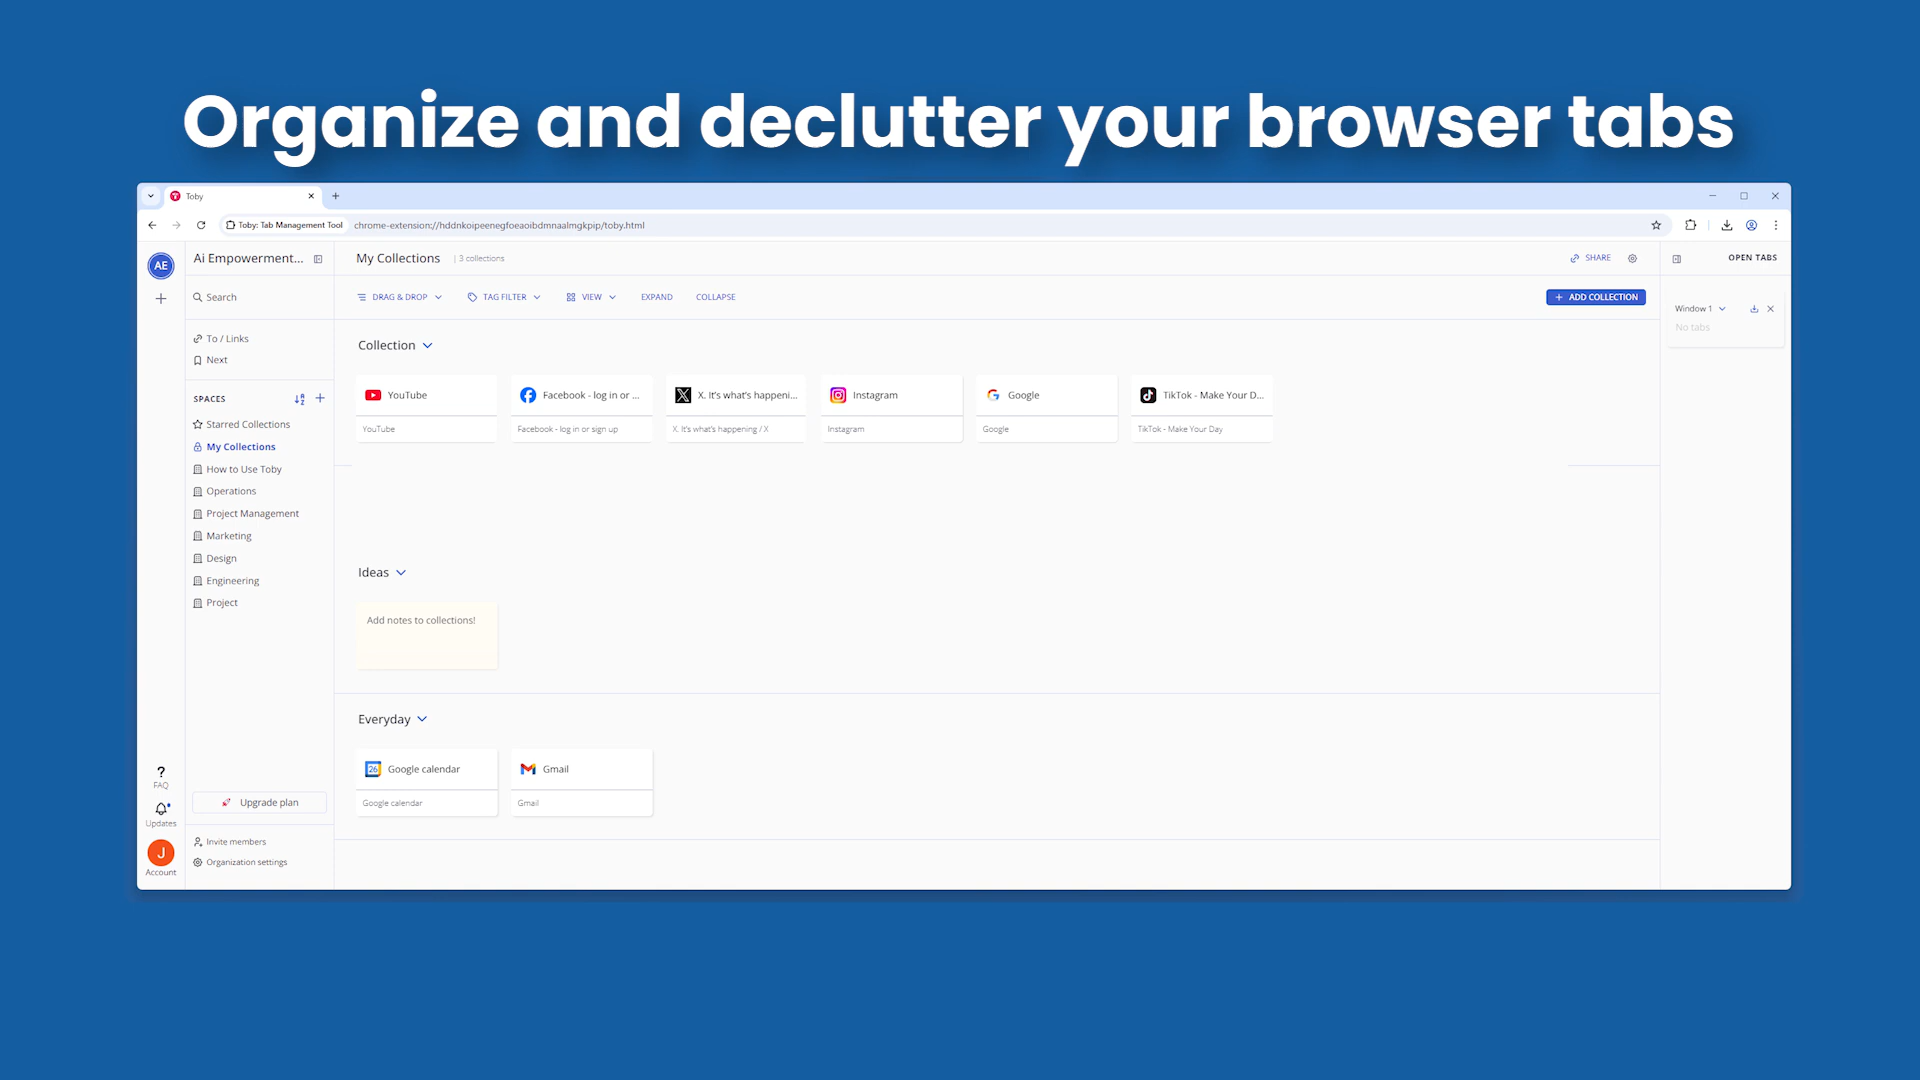 Organize and declutter your browser tabs
Toby
Toby: Tab Management Tool
chrome-extension://hddnkoipeenegfoeaoibdmnaalmgkpip/toby.html
AE
Ai Empowerment...
My Collections
| 3 collections
SHARE
OPEN TABS
Search
DRAG & DROP
TAG FILTER
VIEW
EXPAND
COLLAPSE
+ ADD COLLECTION
Window 1
No tabs
To / Links
Next
SPACES
Starred Collections
My Collections
How to Use Toby
Operations
Project Management
Marketing
Design
Engineering
Project
Collection
YouTube
YouTube
Facebook - log in or ...
Facebook - log in or sign up
X. It's what's happeni...
X. It's what's happening / X
Instagram
Instagram
Google
Google
TikTok - Make Your D...
TikTok - Make Your Day
Ideas
Add notes to collections!
Everyday
26
Google calendar
Google calendar
Gmail
Gmail
?
FAQ
Updates
J
Account
Upgrade plan
Invite members
Organization settings